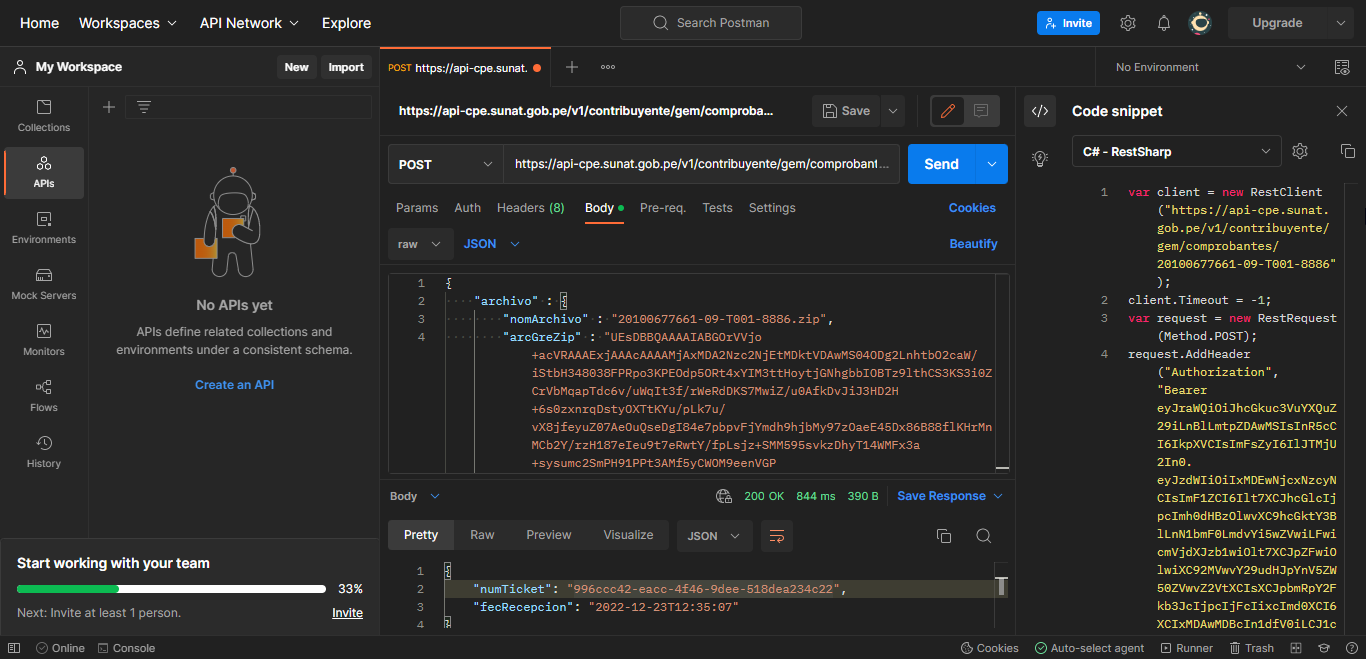 Home Workspaces API Network Explore Search Postman Invite Upgrade
My Workspace New Import
POST https://api-cpe.sunat. No Environment
Collections
APIs
Environments
Mock Servers
Monitors
Flows
History
No APIs yet
APIs define related collections and
environments under a consistent schema.
Create an API
Start working with your team
33%
Next: Invite at least 1 person. Invite
https://api-cpe.sunat.gob.pe/v1/contribuyente/gem/comproba... Save
POST https://api-cpe.sunat.gob.pe/v1/contribuyente/gem/comprobant... Send
Params Auth Headers (8) Body Pre-req. Tests Settings Cookies
raw JSON Beautify
1 {
2 "archivo" : {
3 "nomArchivo" : "20100677661-09-T001-8886.zip",
4 "arcGreZip" : "UEsDBBQAAAAIABGOrVVjo
+acVRAAAExjAAAcAAAAMjAxMDA2Nzc2NjEtMDktVDAwMS04ODg2LnhtbO2caW/
iStbH348038FPRpo3KPEOdp5ORt4xYIM3ttHoytjGNhgbbIOBTz9lthCS3KS3i0Z
CrVbMqapTdc6v/uWqIt3f/rWeRdDKS7MwiZ/u0AfkDvJiJ3HD2H
+6s0zxnrqDstyOXTtKYu/pLk7u/
vX8jfeyuZ07AeOuQseDgI84e7pbpvFjYmdh9hjbMy97zOaeE45Dx86B88flKHrMn
MCb2Y/rzH187eIeu9t7eRwtY/fpLsjz+SMM595svkzDhyT14WMFx3a
+sysumc2SmPH91PPt3AMf5yCWOM9eenVGP
Body 200 OK 844 ms 390 B Save Response
Pretty Raw Preview Visualize JSON
1 {
2 "numTicket": "996ccc42-eacc-4f46-9dee-518dea234c22",
3 "fecRecepcion": "2022-12-23T12:35:07"
4 }
Code snippet
C# - RestSharp
1 var client = new RestClient
("https://api-cpe.sunat.
gob.pe/v1/contribuyente/
gem/comprobantes/
20100677661-09-T001-8886"
);
2 client.Timeout = -1;
3 var request = new RestRequest
(Method.POST);
4 request.AddHeader
("Authorization",
"Bearer
eyJraWQiOiJhcGkuc3VuYXQuZ
29iLnBlLmtpZDAwMSIsInR5cC
I6IkpXVCIsImFsZyI6IlJTMjU
2In0.
eyJzdWIiOiIxMDEwNjcxNzcyN
CIsImF1ZCI6Ilt7XCJhcGlcIj
pcImh0dHBzOlwvXC9hcGktY3B
lLnN1bmF0LmdvYi5wZVwiLFwi
cmVjdXJzb1wiOlt7XCJpZFwiO
lwiXC92MVwvY29udHJpYnV5ZW
50ZVwvZ2VtXCIsXCJpbmRpY2F
kb3JcIjpcIjFcIixcImd0XCI6
XCIxMDAwMDBcIn1dfV0iLCJ1c
Online Console Cookies Auto-select agent Runner Trash